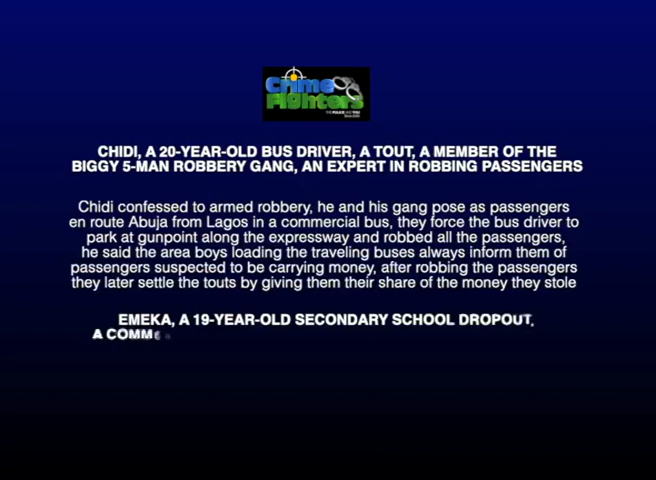 Crime
Fighters
CHIDI, A 20-YEAR-OLD BUS DRIVER, A TOUT, A MEMBER OF THE
BIGGY 5-MAN ROBBERY GANG, AN EXPERT IN ROBBING PASSENGERS
Chidi confessed to armed robbery, he and his gang pose as passengers
en route Abuja from Lagos in a commercial bus, they force the bus driver to
park at gunpoint along the expressway and robbed all the passengers,
he said the area boys loading the traveling buses always inform them of
passengers suspected to be carrying money, after robbing the passengers
they later settle the touts by giving them their share of the money they stole
EMEKA, A 19-YEAR-OLD SECONDARY SCHOOL DROPOUT,
A COMME